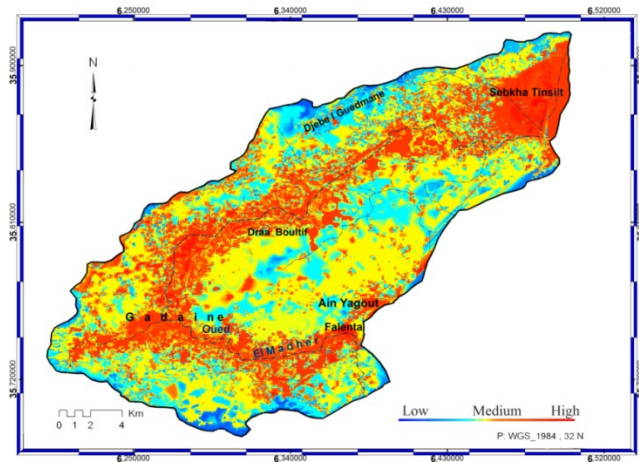 6.250000 6.340000 6.430000 6.520000
N
Sebkha Tinsilt
Djebel Guedmane
35.810000
Draa Boultif
Ain Yagout
Gadaine
Oued
Falenta
El Madher
35.720000
Low Medium High
0 1 2 4 Km
P: WGS_1984 , 32 N
6.250000 6.340000 6.430000 6.520000